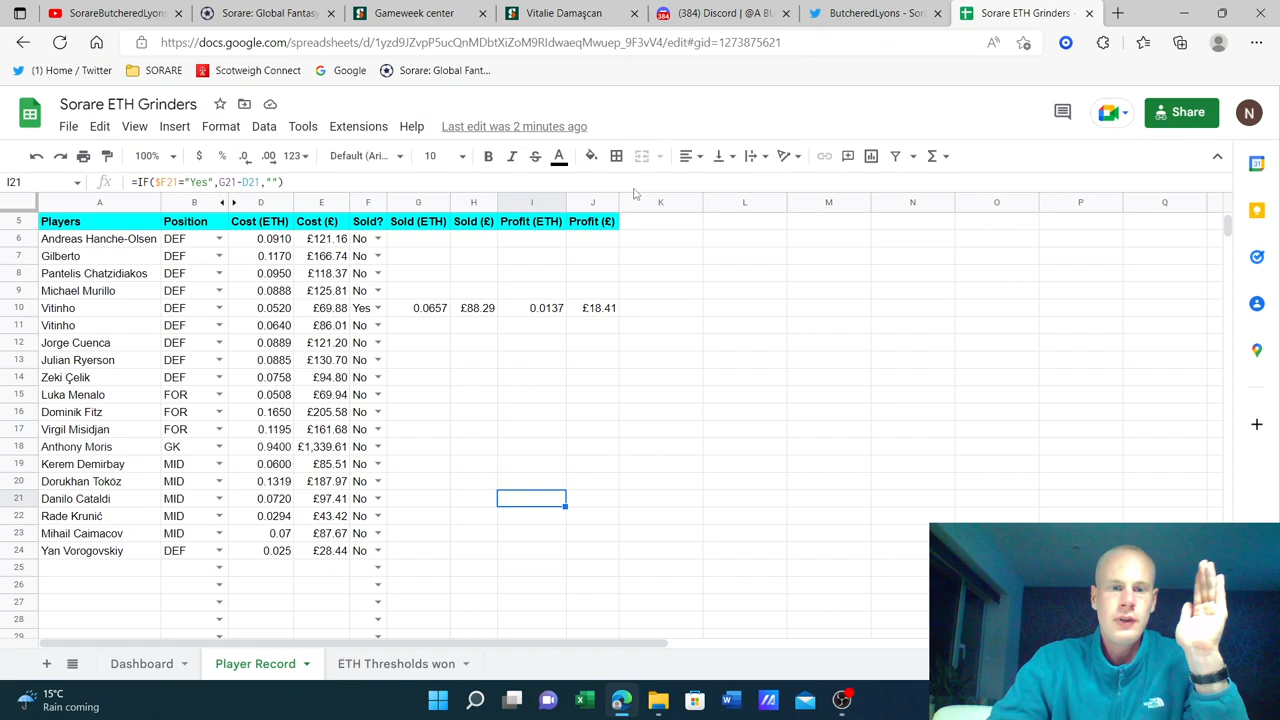 SorareButcheredLyons
Sorare: Global Fantasy
Gameweek center
Vitalie Damaşcan
(384) Discord | @A BU
BbutcheredLyons - Sor
Sorare ETH Grinders -
https://docs.google.com/spreadsheets/d/1yzd9JZvpP5ucQnMDbtXiZoM9RIdwaeqMwuep_9F3vV4/edit#gid=1273875621
(1) Home / Twitter
SORARE
Scotweigh Connect
Google
Sorare: Global Fant...
Sorare ETH Grinders
Share
N
File Edit View Insert Format Data Tools Extensions Help Last edit was 2 minutes ago
100% $ % .0 .00 123 Default (Ari... 10 B I S A
I21 fx =IF($F21="Yes",G21-D21,"")
A B D E F G H I J K L M N O P Q
5 Players Position Cost (ETH) Cost (£) Sold? Sold (ETH) Sold (£) Profit (ETH) Profit (£)
6 Andreas Hanche-Olsen DEF 0.0910 £121.16 No
7 Gilberto DEF 0.1170 £166.74 No
8 Pantelis Chatzidiakos DEF 0.0950 £118.37 No
9 Michael Murillo DEF 0.0888 £125.81 No
10 Vitinho DEF 0.0520 £69.88 Yes 0.0657 £88.29 0.0137 £18.41
11 Vitinho DEF 0.0640 £86.01 No
12 Jorge Cuenca DEF 0.0889 £121.20 No
13 Julian Ryerson DEF 0.0885 £130.70 No
14 Zeki Çelik DEF 0.0758 £94.80 No
15 Luka Menalo FOR 0.0508 £69.94 No
16 Dominik Fitz FOR 0.1650 £205.58 No
17 Virgil Misidjan FOR 0.1195 £161.68 No
18 Anthony Moris GK 0.9400 £1,339.61 No
19 Kerem Demirbay MID 0.0600 £85.51 No
20 Dorukhan Toköz MID 0.1319 £187.97 No
21 Danilo Cataldi MID 0.0720 £97.41 No
22 Rade Krunić MID 0.0294 £43.42 No
23 Mihail Caimacov MID 0.07 £87.67 No
24 Yan Vorogovskiy DEF 0.025 £28.44 No
25
26
27
28
29
Dashboard
Player Record
ETH Thresholds won
15°C
Rain coming